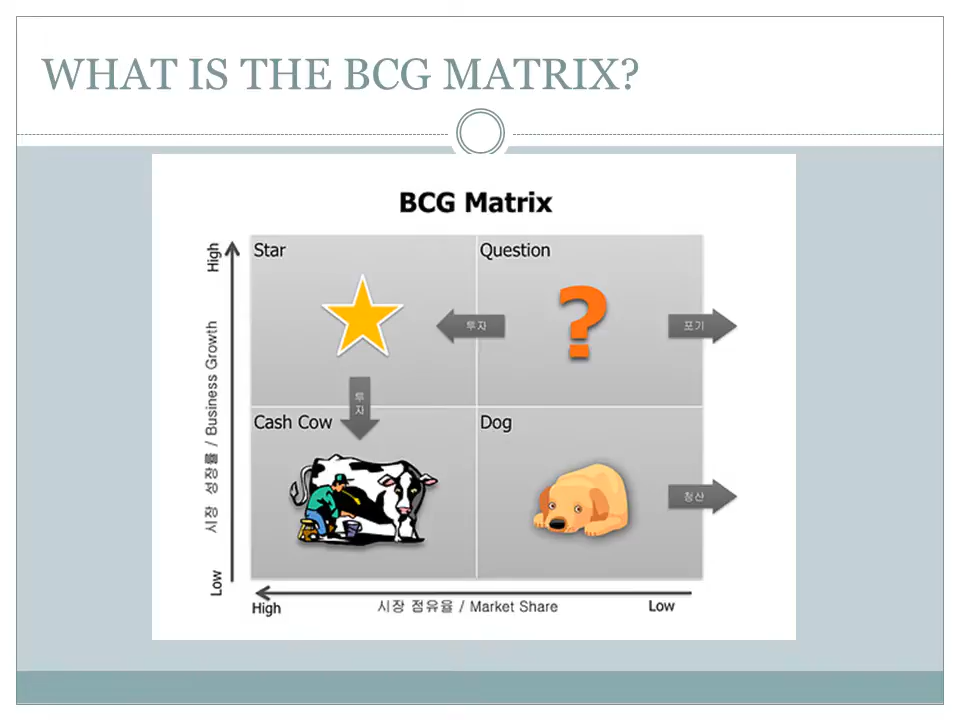 WHAT IS THE BCG MATRIX?
BCG Matrix
High
Star
Question
투자
포기
투
자
시장 성장률 / Business Growth
Cash Cow
Dog
청산
Low
High
시장 점유율 / Market Share
Low